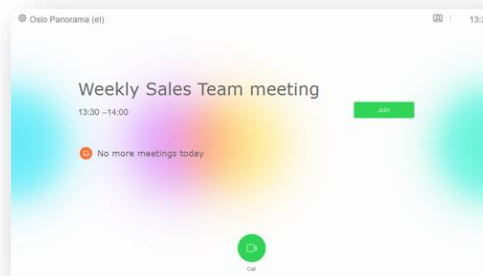 Oslo Panorama (el)
Weekly Sales Team meeting
13:30 –14:00
Join
No more meetings today
Call